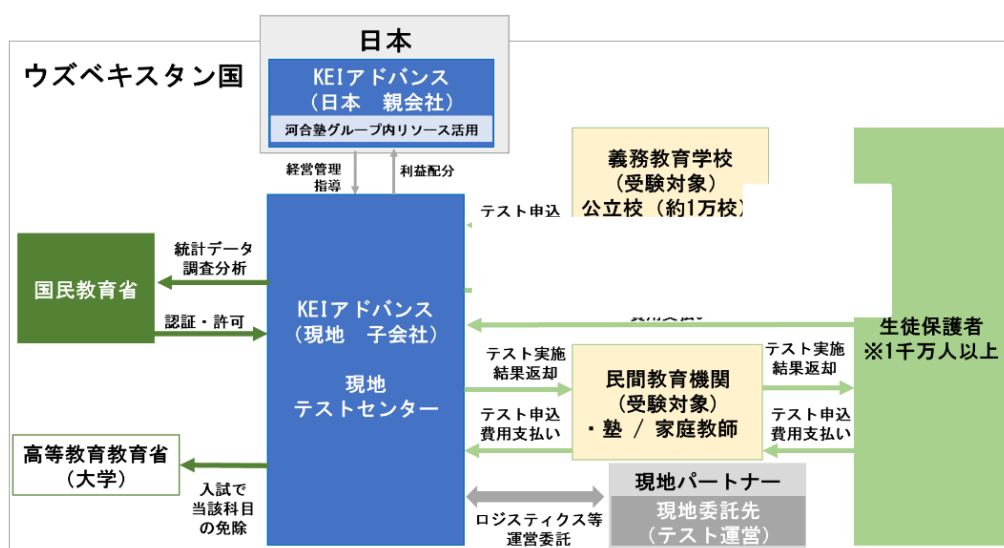 日本
ウズベキスタン国
KEIアドバンス
(日本 親会社)
河合塾グループ内リソース活用
経営管理
指導
利益配分
義務教育学校
(受験対象)
公立校(約1万校)
テスト申込
統計データ
調査分析
国民教育省
認証・許可
KEIアドバンス
(現地 子会社)
現地
テストセンター
生徒保護者
※1千万人以上
テスト実施
結果返却
民間教育機関
(受験対象)
・塾 / 家庭教師
テスト実施
結果返却
テスト申込
費用支払い
テスト申込
費用支払い
高等教育教育省
(大学)
入試で
当該科目
の免除
現地パートナー
現地委託先
(テスト運営)
ロジスティクス等
運営委託